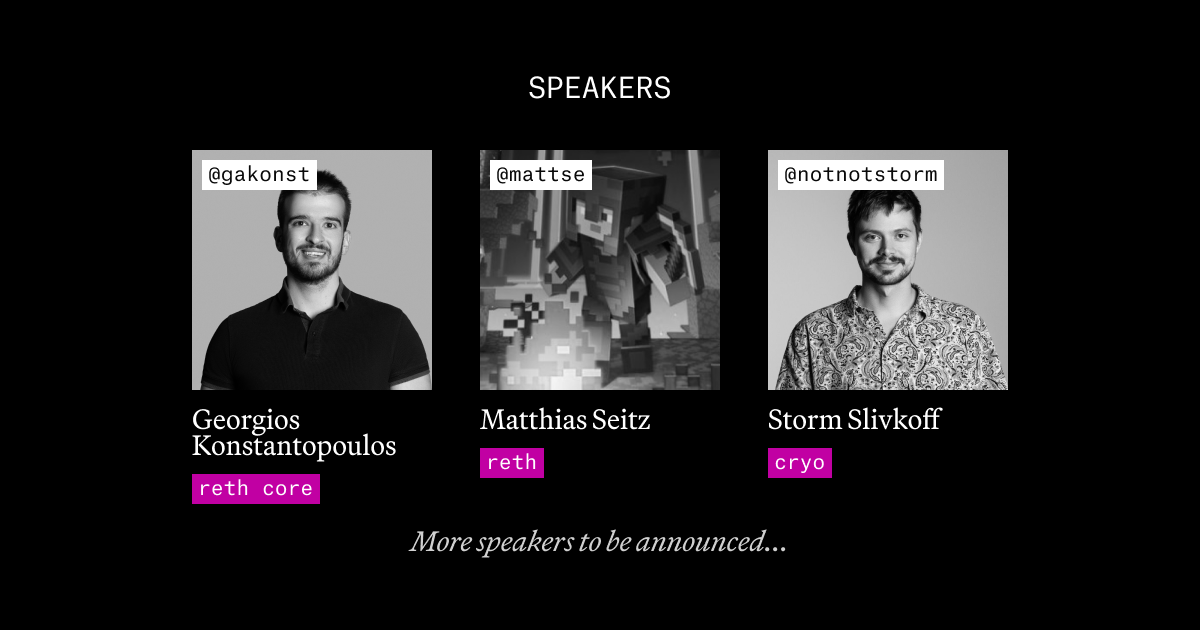 SPEAKERS
@gakonst
Georgios
Konstantopoulos
reth core
@mattse
Matthias Seitz
reth
@notnotstorm
Storm Slivkoff
cryo
More speakers to be announced...